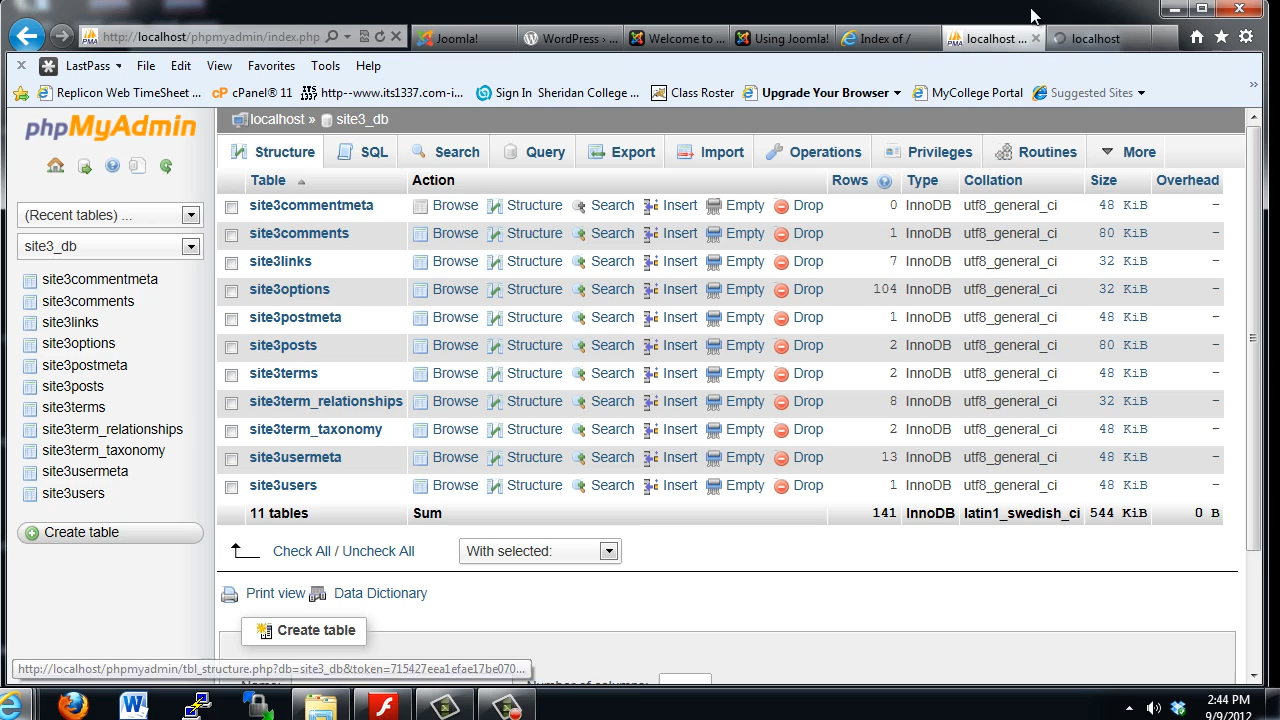 http://localhost/phpmyadmin/index.php
Joomla!
WordPress › ...
Welcome to ...
Using Joomla!
Index of /
localhost ...
localhost
LastPass File Edit View Favorites Tools Help
Replicon Web TimeSheet ... cPanel® 11 http--www.its1337.com-i... Sign In Sheridan College ... Class Roster Upgrade Your Browser MyCollege Portal Suggested Sites »
phpMyAdmin
(Recent tables) ...
site3_db
site3commentmeta
site3comments
site3links
site3options
site3postmeta
site3posts
site3terms
site3term_relationships
site3term_taxonomy
site3usermeta
site3users
Create table
localhost » site3_db
Structure SQL Search Query Export Import Operations Privileges Routines More
Table Action Rows Type Collation Size Overhead
site3commentmeta Browse Structure Search Insert Empty Drop 0 InnoDB utf8_general_ci 48 KiB -
site3comments Browse Structure Search Insert Empty Drop 1 InnoDB utf8_general_ci 80 KiB -
site3links Browse Structure Search Insert Empty Drop 7 InnoDB utf8_general_ci 32 KiB -
site3options Browse Structure Search Insert Empty Drop 104 InnoDB utf8_general_ci 32 KiB -
site3postmeta Browse Structure Search Insert Empty Drop 1 InnoDB utf8_general_ci 48 KiB -
site3posts Browse Structure Search Insert Empty Drop 2 InnoDB utf8_general_ci 80 KiB -
site3terms Browse Structure Search Insert Empty Drop 2 InnoDB utf8_general_ci 48 KiB -
site3term_relationships Browse Structure Search Insert Empty Drop 8 InnoDB utf8_general_ci 32 KiB -
site3term_taxonomy Browse Structure Search Insert Empty Drop 2 InnoDB utf8_general_ci 48 KiB -
site3usermeta Browse Structure Search Insert Empty Drop 13 InnoDB utf8_general_ci 48 KiB -
site3users Browse Structure Search Insert Empty Drop 1 InnoDB utf8_general_ci 48 KiB -
11 tables Sum 141 InnoDB latin1_swedish_ci 544 KiB 0 B
Check All / Uncheck All With selected:
Print view Data Dictionary
Create table
http://localhost/phpmyadmin/tbl_structure.php?db=site3_db&token=715427eea1efae17be070...
2:44 PM
9/9/2012